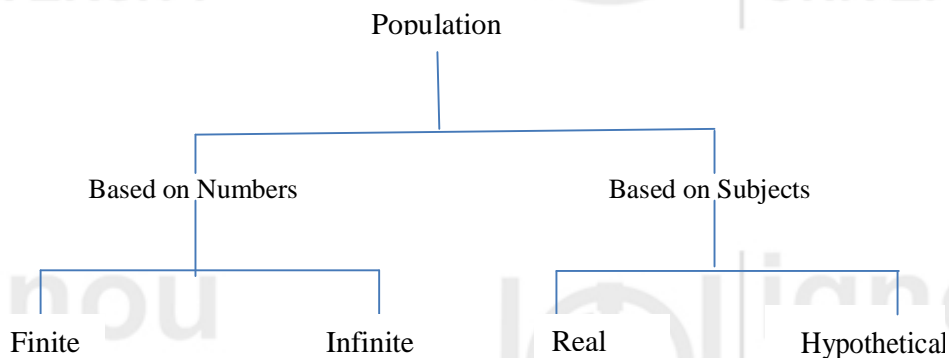 Population
Based on Numbers
Based on Subjects
Finite
Infinite
Real
Hypothetical